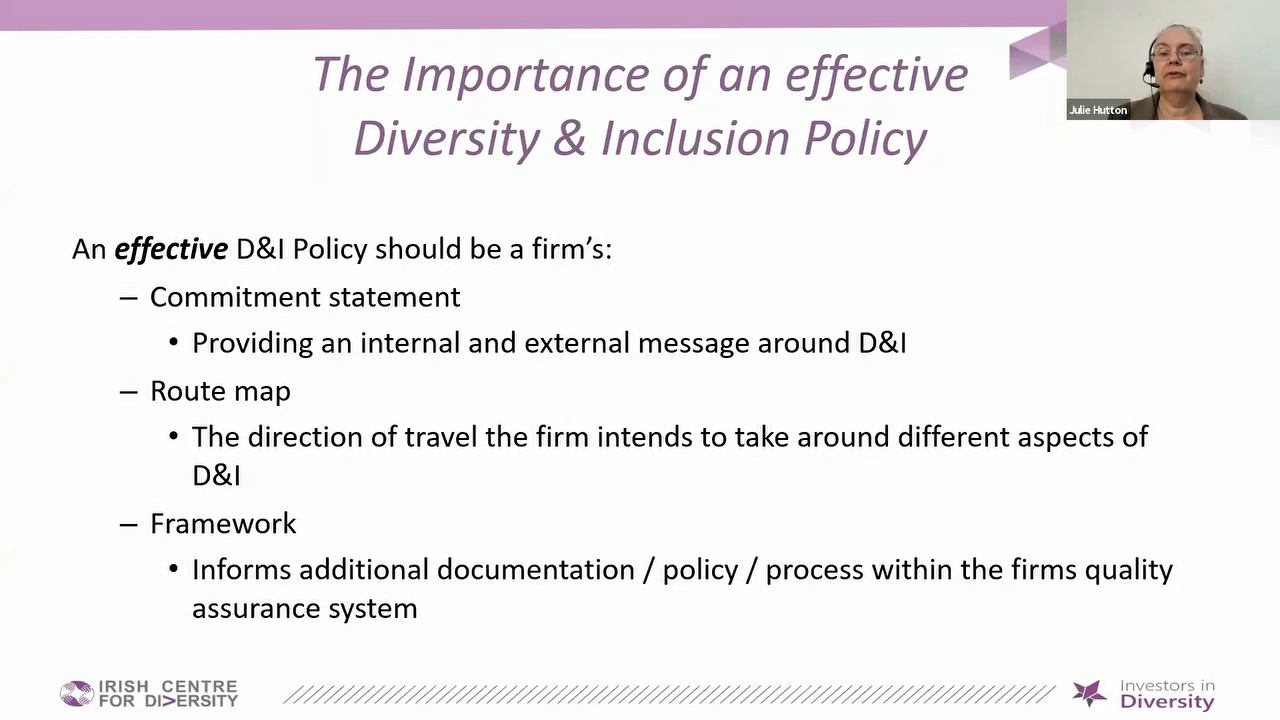 The Importance of an effective
Diversity & Inclusion Policy
Julie Hutton
An effective D&I Policy should be a firm's:
– Commitment statement
• Providing an internal and external message around D&I
– Route map
• The direction of travel the firm intends to take around different aspects of
D&I
– Framework
• Informs additional documentation / policy / process within the firms quality
assurance system
IRISH CENTRE
FOR DIVERSITY
Investors in
Diversity